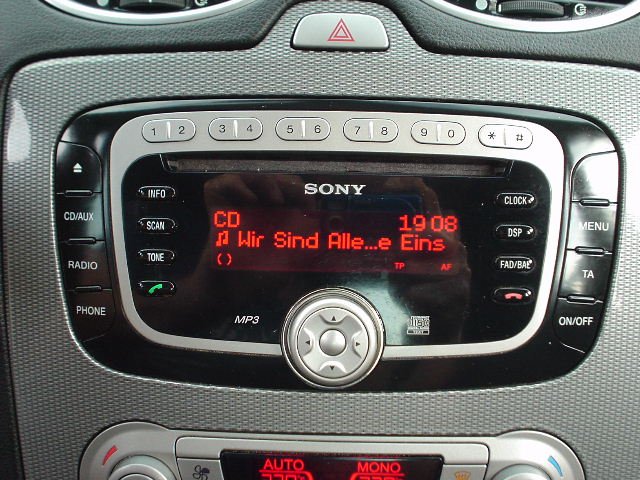 1 2 3 4 5 6 7 8 9 0 * #
SONY
INFO
SCAN
TONE
CD/AUX
RADIO
PHONE
CD 19:08
Wir Sind Alle...e Eins
() TP AF
CLOCK
DSP
FAD/BAL
MENU
TA
ON/OFF
MP3
AUTO MONO